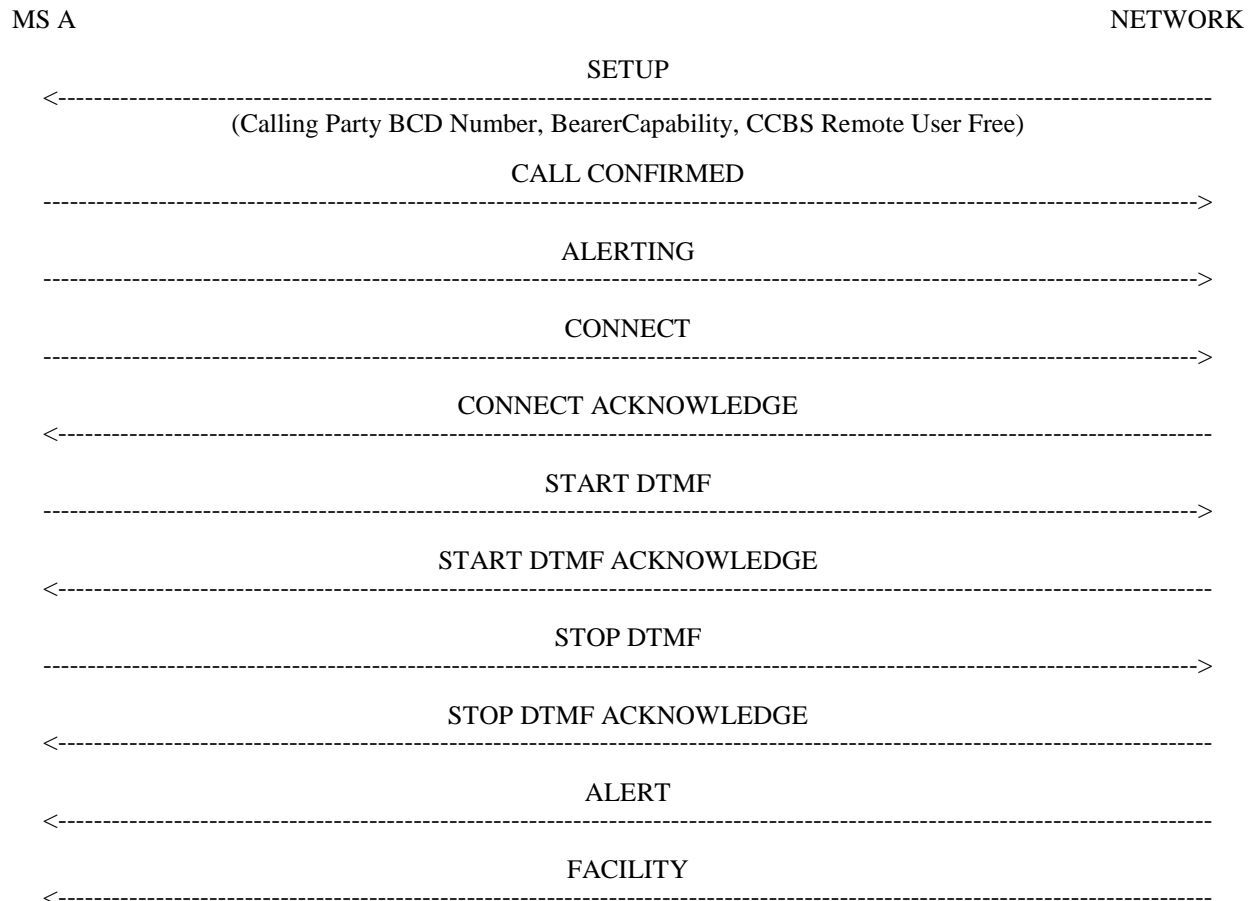 MS A NETWORK
SETUP
<------------------------------------------------------------------------------------------------------------------------------------
(Calling Party BCD Number, BearerCapability, CCBS Remote User Free)
CALL CONFIRMED
------------------------------------------------------------------------------------------------------------------------------------>
ALERTING
------------------------------------------------------------------------------------------------------------------------------------>
CONNECT
------------------------------------------------------------------------------------------------------------------------------------>
CONNECT ACKNOWLEDGE
<------------------------------------------------------------------------------------------------------------------------------------
START DTMF
------------------------------------------------------------------------------------------------------------------------------------>
START DTMF ACKNOWLEDGE
<------------------------------------------------------------------------------------------------------------------------------------
STOP DTMF
------------------------------------------------------------------------------------------------------------------------------------>
STOP DTMF ACKNOWLEDGE
<------------------------------------------------------------------------------------------------------------------------------------
ALERT
<------------------------------------------------------------------------------------------------------------------------------------
FACILITY
<------------------------------------------------------------------------------------------------------------------------------------